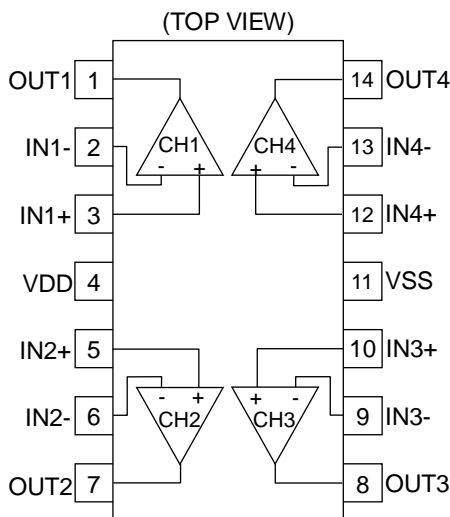 (TOP VIEW)
OUT1 1 14 OUT4
IN1- 2 CH1 CH4 13 IN4-
- + + -
IN1+ 3 12 IN4+
VDD 4 11 VSS
IN2+ 5 10 IN3+
- + + -
IN2- 6 CH2 CH3 9 IN3-
OUT2 7 8 OUT3